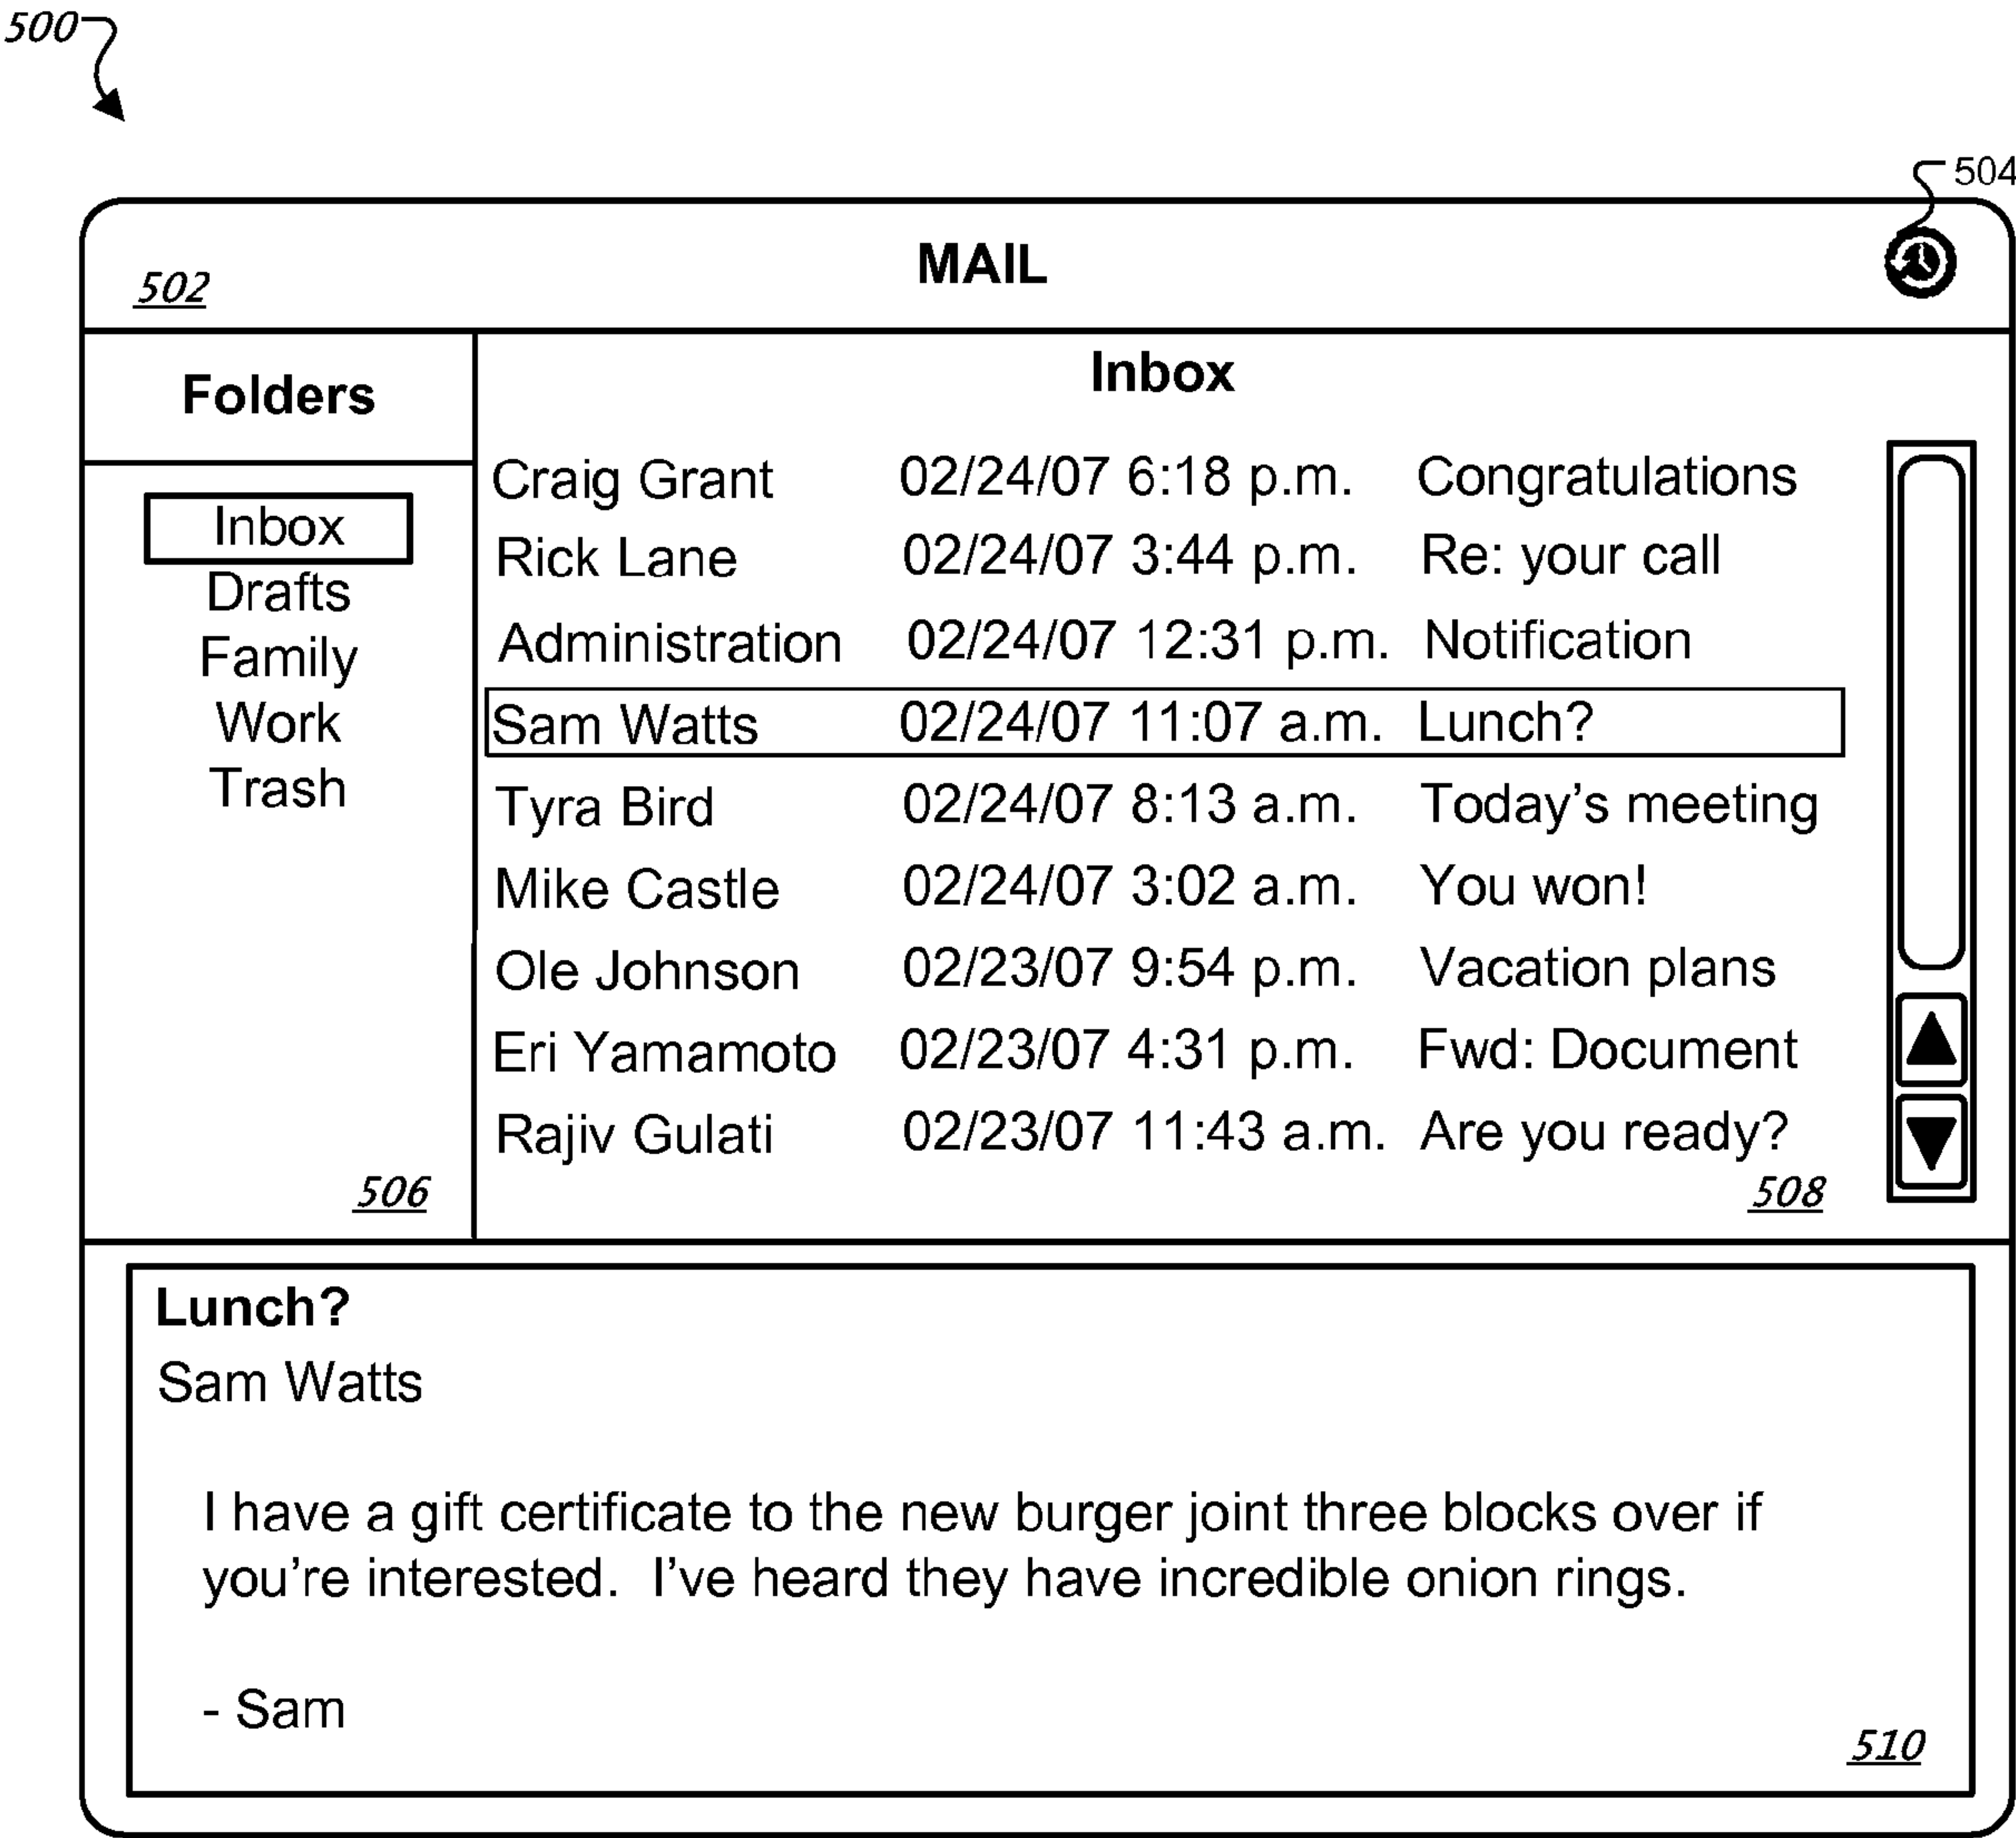 500
504
MAIL
502
Folders
Inbox
Drafts
Family
Work
Trash
506
Inbox
Craig Grant 02/24/07 6:18 p.m. Congratulations
Rick Lane 02/24/07 3:44 p.m. Re: your call
Administration 02/24/07 12:31 p.m. Notification
Sam Watts 02/24/07 11:07 a.m. Lunch?
Tyra Bird 02/24/07 8:13 a.m. Today’s meeting
Mike Castle 02/24/07 3:02 a.m. You won!
Ole Johnson 02/23/07 9:54 p.m. Vacation plans
Eri Yamamoto 02/23/07 4:31 p.m. Fwd: Document
Rajiv Gulati 02/23/07 11:43 a.m. Are you ready?
508
Lunch?
Sam Watts
I have a gift certificate to the new burger joint three blocks over if
you’re interested.  I’ve heard they have incredible onion rings.
- Sam
510